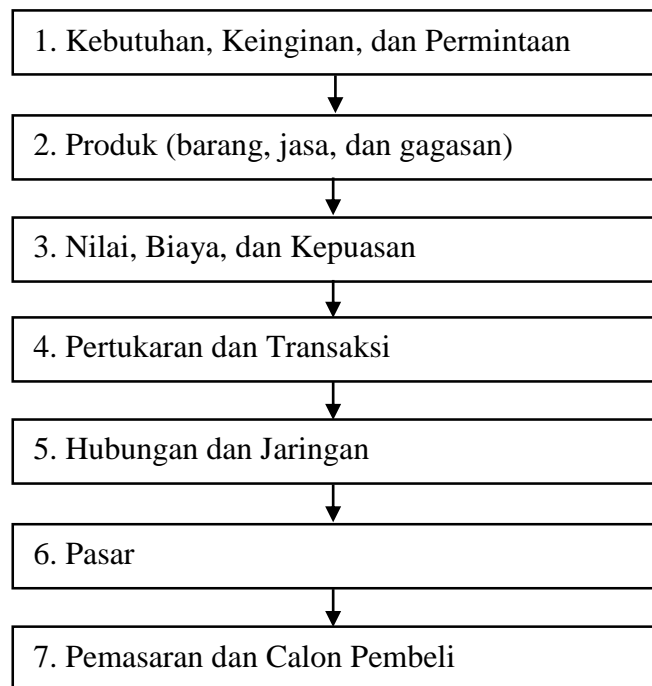 1. Kebutuhan, Keinginan, dan Permintaan
2. Produk (barang, jasa, dan gagasan)
3. Nilai, Biaya, dan Kepuasan
4. Pertukaran dan Transaksi
5. Hubungan dan Jaringan
6. Pasar
7. Pemasaran dan Calon Pembeli